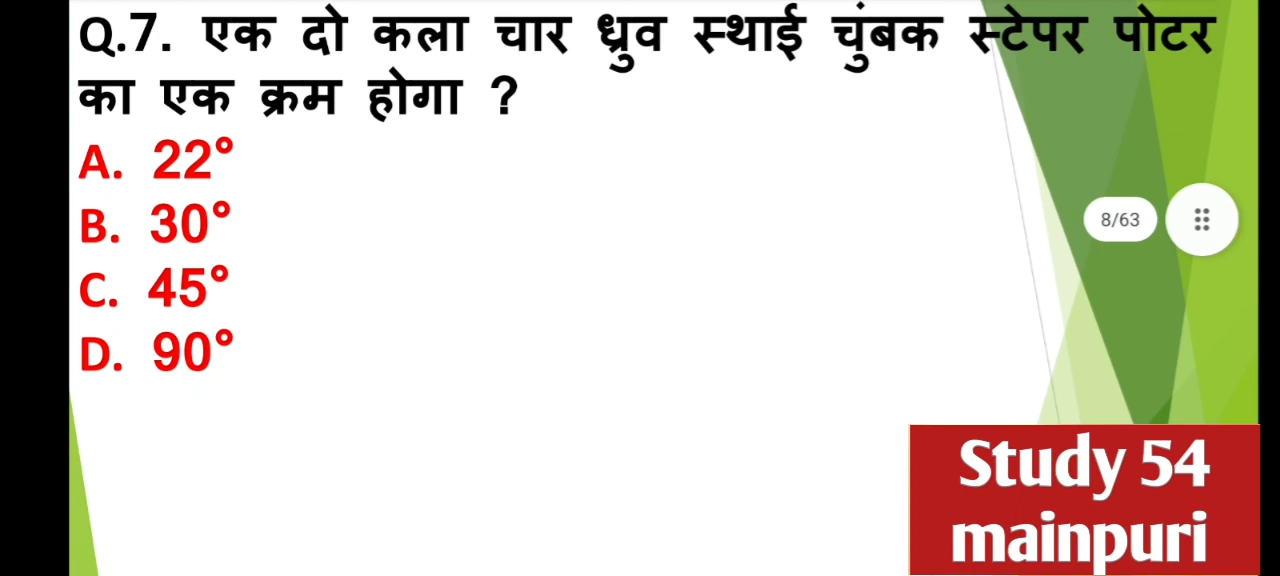 Q.7. एक दो कला चार ध्रुव स्थाई चुंबक स्टेपर पोटर
का एक क्रम होगा ?
A. 22°
B. 30°
C. 45°
D. 90°
8/63
Study 54
mainpuri